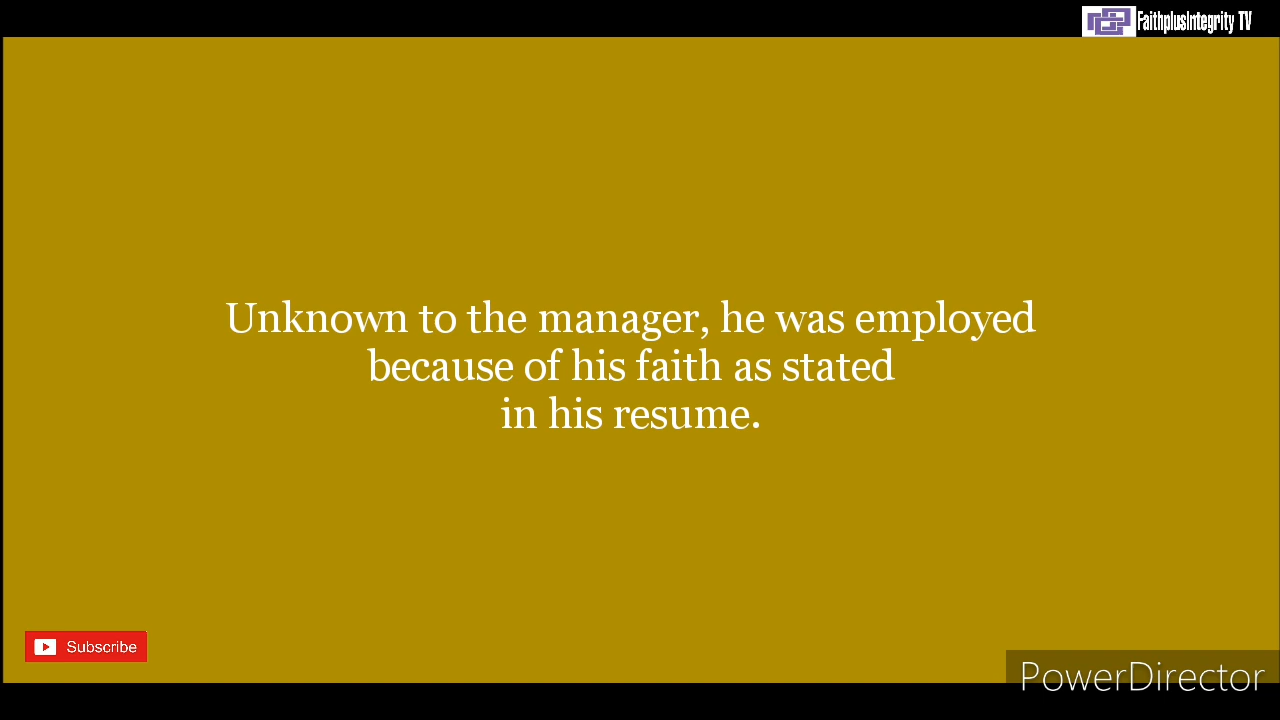 FaithplusIntegrity TV
Unknown to the manager, he was employed
because of his faith as stated
in his resume.
Subscribe
PowerDirector